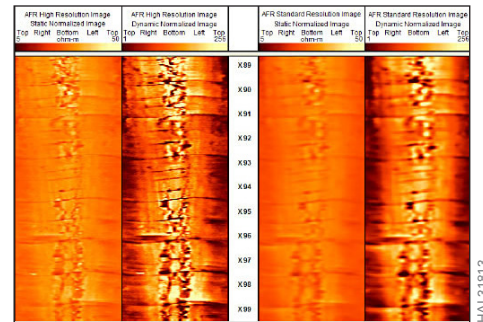 AFR High Resolution Image
Static Normalized Image
Top Right Bottom Left Top
5 ohm-m 50
AFR High Resolution Image
Dynamic Normalized Image
Top Right Bottom Left Top
1 256
AFR Standard Resolution Image
Static Normalized Image
Top Right Bottom Left Top
5 ohm-m 50
AFR Standard Resolution Image
Dynamic Normalized Image
Top Right Bottom Left Top
1 256
X89
X90
X91
X92
X93
X94
X95
X96
X97
X98
X99
HAL31812